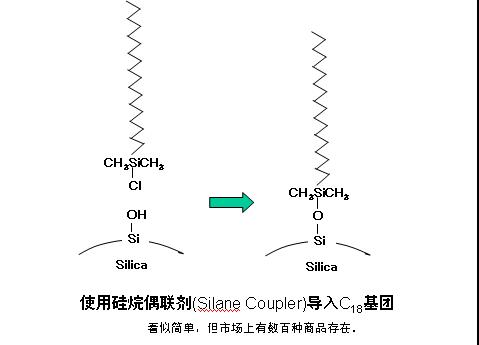 CH₃SiCH₃
Cl
OH
Si
Silica
CH₃SiCH₃
O
Si
Silica
使用硅烷偶联剂(Silane Coupler)导入C₁₈基团
看似简单，但市场上有数百种商品存在.